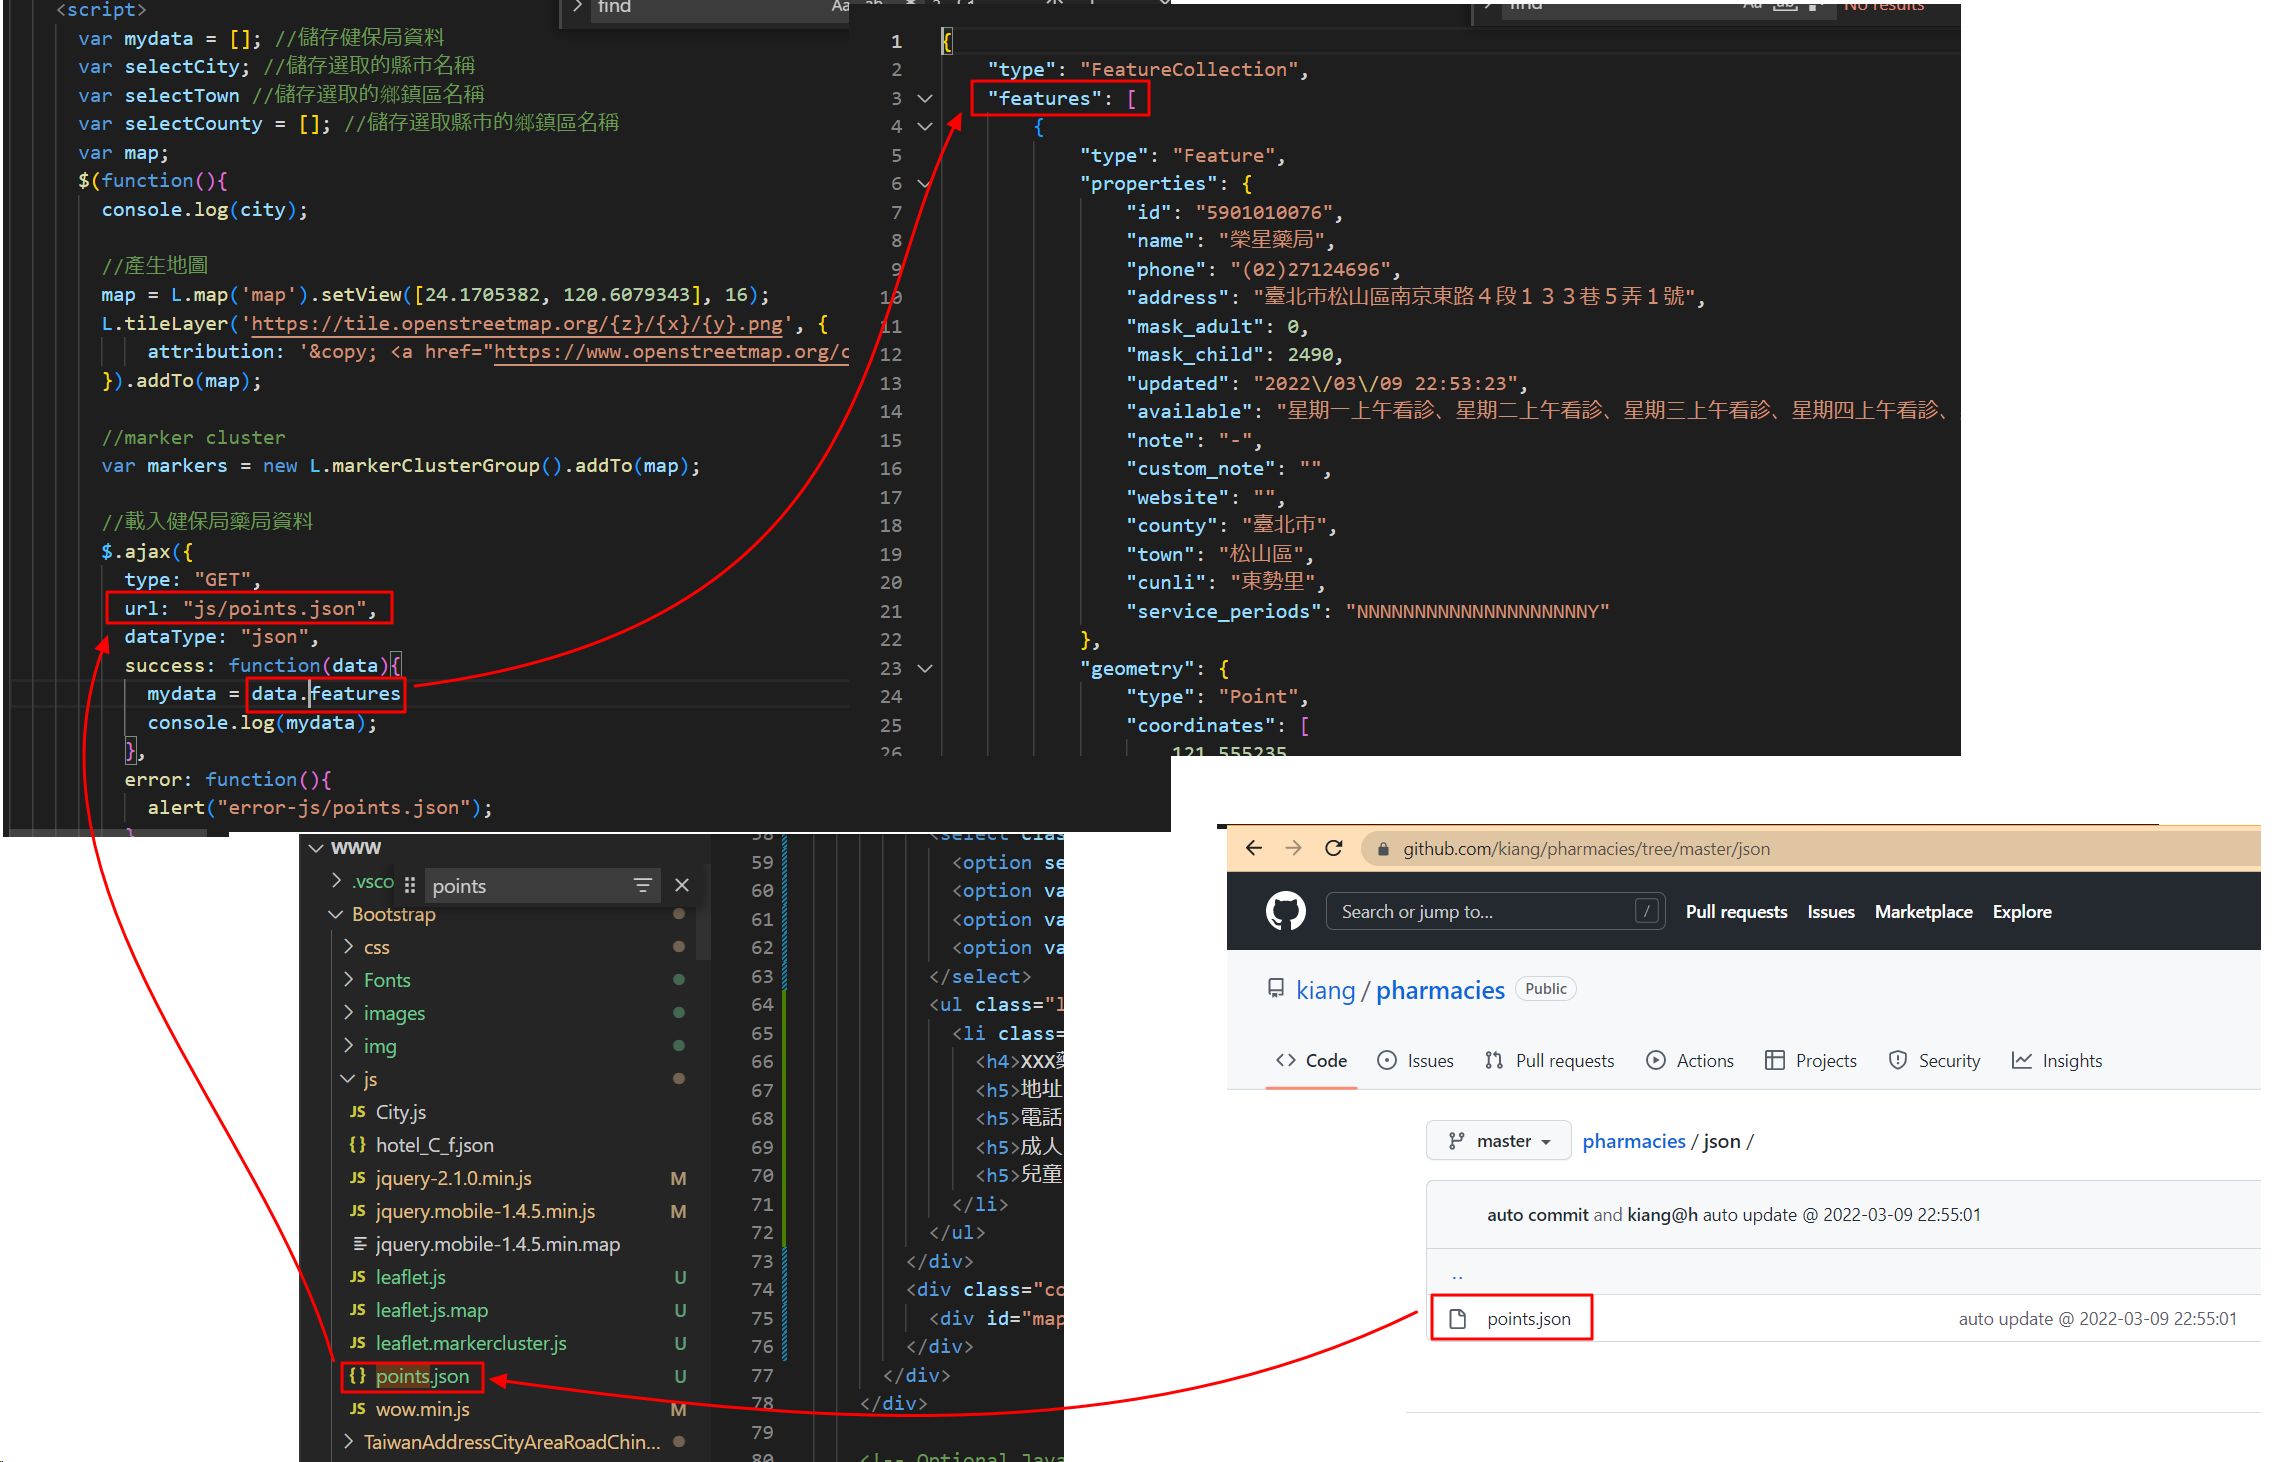 <script>
var mydata = []; //儲存健保局資料
var selectCity; //儲存選取的縣市名稱
var selectTown //儲存選取的鄉鎮區名稱
var selectCounty = []; //儲存選取縣市的鄉鎮區名稱
var map;
$(function(){
console.log(city);
//產生地圖
map = L.map('map').setView([24.1705382, 120.6079343], 16);
L.tileLayer('https://tile.openstreetmap.org/{z}/{x}/{y}.png', {
attribution: '&copy; <a href="https://www.openstreetmap.org/c
}).addTo(map);
//marker cluster
var markers = new L.markerClusterGroup().addTo(map);
//載入健保局藥局資料
$.ajax({
type: "GET",
url: "js/points.json",
dataType: "json",
success: function(data){
mydata = data.features
console.log(mydata);
},
error: function(){
alert("error-js/points.json");
}
> find Aa
find No results
1 {
2 "type": "FeatureCollection",
3 "features": [
4 {
5 "type": "Feature",
6 "properties": {
7 "id": "5901010076",
8 "name": "榮星藥局",
9 "phone": "(02)27124696",
10 "address": "臺北市松山區南京東路４段１３３巷５弄１號",
11 "mask_adult": 0,
12 "mask_child": 2490,
13 "updated": "2022\/03\/09 22:53:23",
14 "available": "星期一上午看診、星期二上午看診、星期三上午看診、星期四上午看診、
15 "note": "-",
16 "custom_note": "",
17 "website": "",
18 "county": "臺北市",
19 "town": "松山區",
20 "cunli": "東勢里",
21 "service_periods": "NNNNNNNNNNNNNNNNNNNNY"
22 },
23 "geometry": {
24 "type": "Point",
25 "coordinates": [
26 121.555235
WWW
.vsco
points
Bootstrap
css
Fonts
images
img
js
JS City.js
{} hotel_C_f.json
JS jquery-2.1.0.min.js M
JS jquery.mobile-1.4.5.min.js M
jquery.mobile-1.4.5.min.map
JS leaflet.js U
JS leaflet.js.map U
JS leaflet.markercluster.js U
{} points.json U
JS wow.min.js M
TaiwanAddressCityAreaRoadChin...
58 <select clas
59 <option se
60 <option va
61 <option va
62 <option va
63 </select>
64 <ul class="l
65 <li class=
66 <h4>XXX藥
67 <h5>地址
68 <h5>電話
69 <h5>成人
70 <h5>兒童
71 </li>
72 </ul>
73 </div>
74 <div class="co
75 <div id="map
76 </div>
77 </div>
78 </div>
79
80 <!-- Optional Java
github.com/kiang/pharmacies/tree/master/json
Search or jump to... / Pull requests Issues Marketplace Explore
kiang / pharmacies Public
<> Code Issues Pull requests Actions Projects Security Insights
master pharmacies / json /
auto commit and kiang@h auto update @ 2022-03-09 22:55:01
..
points.json auto update @ 2022-03-09 22:55:01